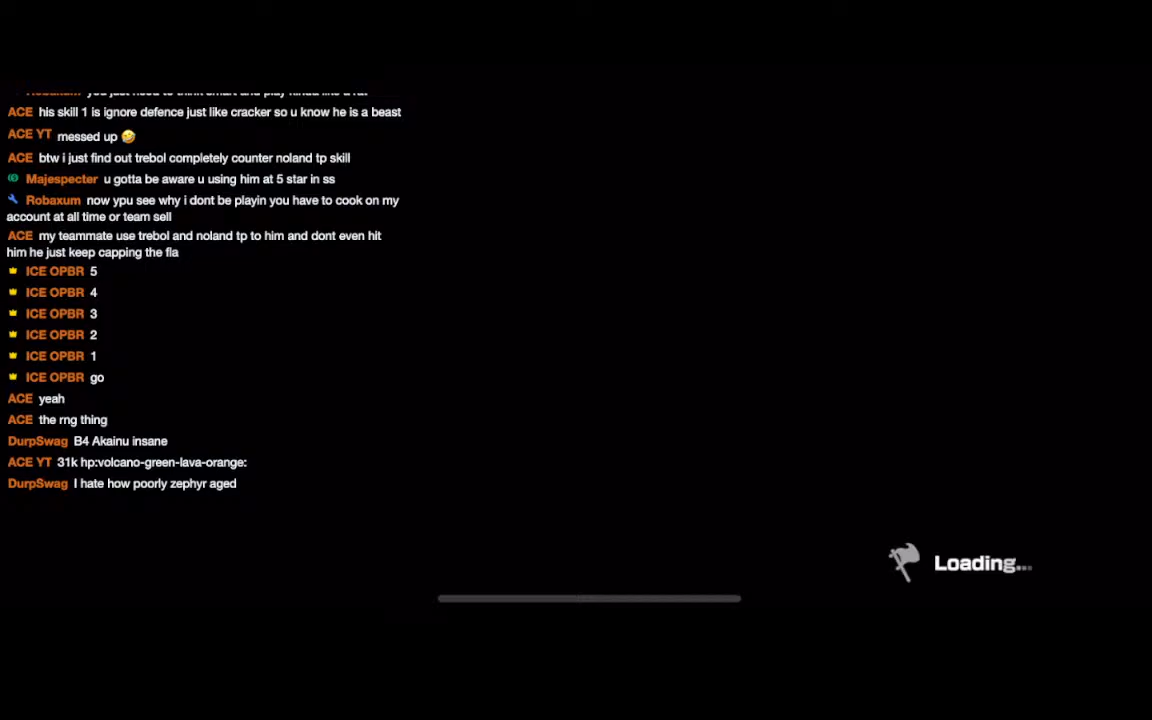 ACE his skill 1 is ignore defence just like cracker so u know he is a beast
ACE YT messed up 🤣
ACE btw i just find out trebol completely counter noland tp skill
Majespecter u gotta be aware u using him at 5 star in ss
Robaxum now ypu see why i dont be playin you have to cook on my
account at all time or team sell
ACE my teammate use trebol and noland tp to him and dont even hit
him he just keep capping the fla
ICE OPBR 5
ICE OPBR 4
ICE OPBR 3
ICE OPBR 2
ICE OPBR 1
ICE OPBR go
ACE yeah
ACE the rng thing
DurpSwag B4 Akainu insane
ACE YT 31k hp:volcano-green-lava-orange:
DurpSwag I hate how poorly zephyr aged
Loading...